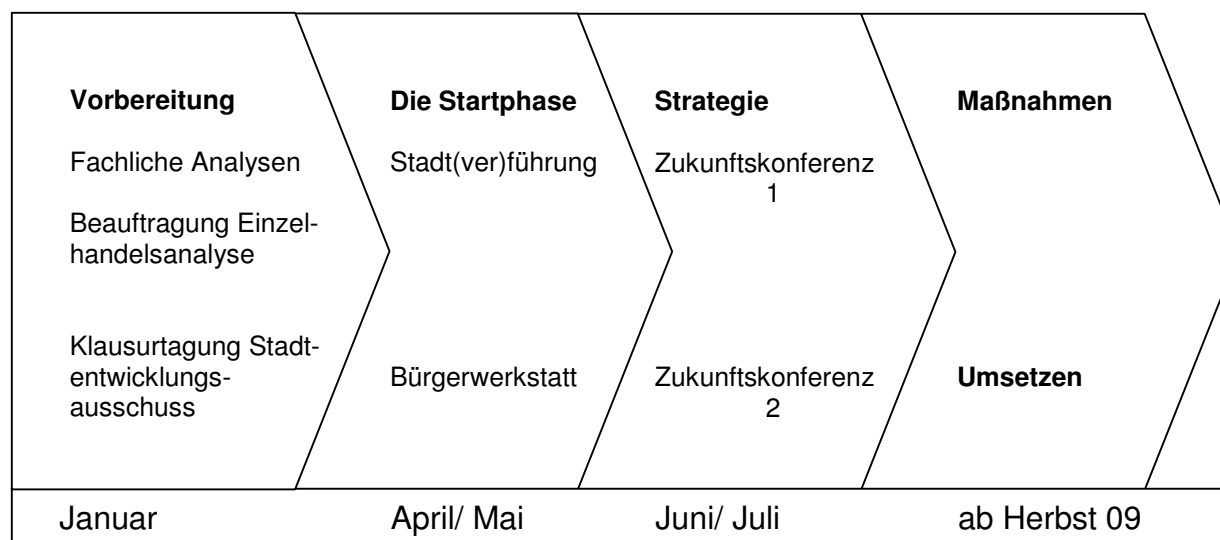 Vorbereitung
Fachliche Analysen
Beauftragung Einzel-
handelsanalyse
Klausurtagung Stadt-
entwicklungs-
ausschuss
Januar
Die Startphase
Stadt(ver)führung
Bürgerwerkstatt
April/ Mai
Strategie
Zukunftskonferenz
1
Zukunftskonferenz
2
Juni/ Juli
Maßnahmen
Umsetzen
ab Herbst 09